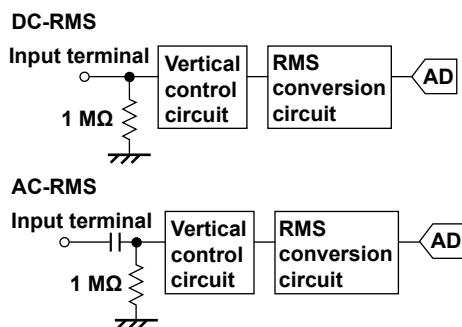 DC-RMS
Input terminal
1 MΩ
Vertical
control
circuit
RMS
conversion
circuit
AD
AC-RMS
Input terminal
1 MΩ
Vertical
control
circuit
RMS
conversion
circuit
AD